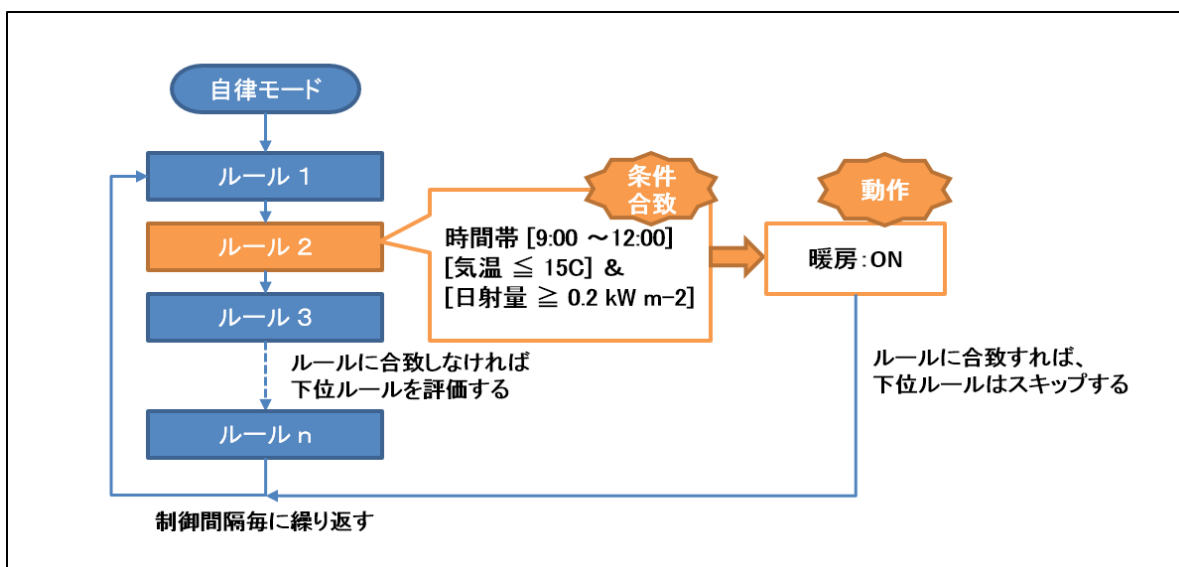 自律モード
ルール 1
ルール 2
ルール 3
ルールに合致しなければ
下位ルールを評価する
ルール n
制御間隔毎に繰り返す
条件
合致
時間帯 [9:00 ～12:00]
[気温 ≦ 15C] &
[日射量 ≧ 0.2 kW m-2]
動作
暖房:ON
ルールに合致すれば、
下位ルールはスキップする